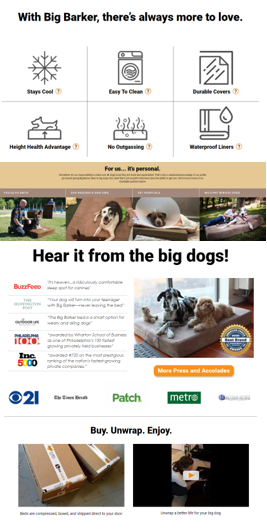 With Big Barker, there's always more to love.
Stays Cool ?
Easy To Clean ?
Durable Covers ?
Height Health Advantage ?
No Outgassing ?
Waterproof Liners ?
For us... it's personal.
Hear it from the big dogs!
BuzzFeed
"It's heaven...a ridiculously comfortable
sleep spot for canines"
THE
HUFFINGTON
POST
"Your dog will turn into your teenager
with Big Barker—never leaving the bed"
OUTDOOR LIFE
"The Big Barker bed is a smart option for
weary and ailing dogs"
PHILADELPHIA
100
"awarded by Wharton School of Business
as one of Philadelphia's 100 fastest
growing privately held businesses"
Inc.
5000
"awarded #700 on the most prestigious
ranking of the nation's fastest-growing
private companies."
Best Brand
More Press and Accolades
21
The Times Herald
Patch
metro
Buy. Unwrap. Enjoy.
Beds are compressed, boxed, and shipped direct to your door.
Unwrap a better life for your big dog.